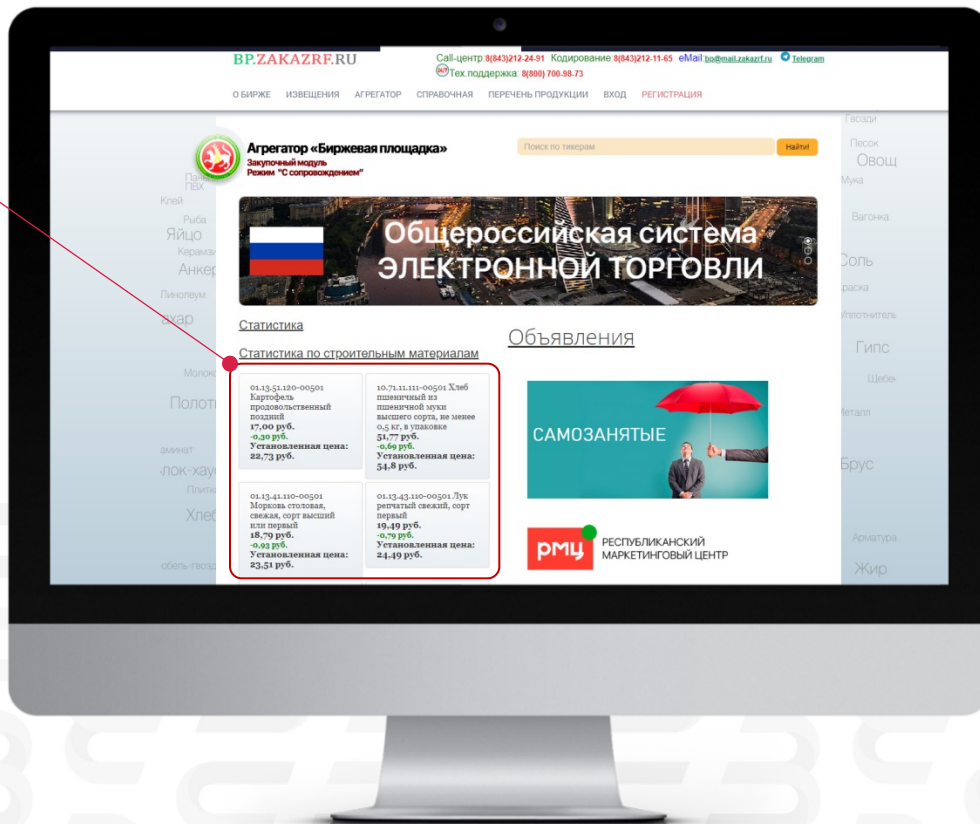 BP.ZAKAZRF.RU
Call-центр:8(843)212-24-91 Кодирование:8(843)212-11-65 eMail:bp@mail.zakazrf.ru Telegram
24/7 Тех.поддержка: 8(800) 700-98-73
О БИРЖЕ ИЗВЕЩЕНИЯ АГРЕГАТОР СПРАВОЧНАЯ ПЕРЕЧЕНЬ ПРОДУКЦИИ ВХОД РЕГИСТРАЦИЯ
Агрегатор «Биржевая площадка»
Закупочный модуль
Режим "С сопровождением"
Поиск по тикерам
Найти!
Общероссийская система
ЭЛЕКТРОННОЙ ТОРГОВЛИ
Статистика
Статистика по строительным материалам
01.13.51.120-00501
Картофель
продовольственный
поздний
17,00 руб.
-0,30 руб.
Установленная цена:
22,73 руб.
10.71.11.111-00501 Хлеб
пшеничный из
пшеничной муки
высшего сорта, не менее
0,5 кг, в упаковке
51,77 руб.
-0,69 руб.
Установленная цена:
54,8 руб.
01.13.41.110-00501
Морковь столовая,
свежая, сорт высший
или первый
18,79 руб.
-0,93 руб.
Установленная цена:
23,51 руб.
01.13.43.110-00501 Лук
репчатый свежий, сорт
первый
19,49 руб.
-0,79 руб.
Установленная цена:
24,49 руб.
Объявления
САМОЗАНЯТЫЕ
рмц
РЕСПУБЛИКАНСКИЙ
МАРКЕТИНГОВЫЙ ЦЕНТР
ПВХ
Клей
Рыба
Яйцо
Анкер
Линолеум
Молоко
Хлеб
Гвозди
Песок
Овощ
Мука
Вагонка
Соль
Краска
Уплотнитель
Гипс
Щебен
Металл
Брус
Арматура
Жир